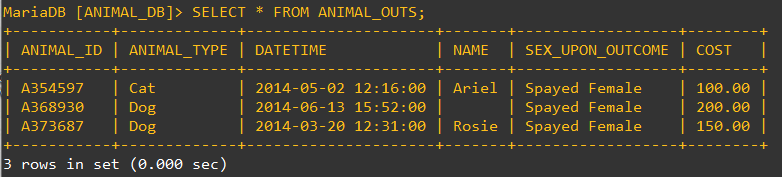 MariaDB [ANIMAL_DB]> SELECT * FROM ANIMAL_OUTS;
+-----------+-------------+---------------------+-------+------------------+--------+
| ANIMAL_ID | ANIMAL_TYPE | DATETIME            | NAME  | SEX_UPON_OUTCOME | COST   |
+-----------+-------------+---------------------+-------+------------------+--------+
| A354597   | Cat         | 2014-05-02 12:16:00 | Ariel | Spayed Female    | 100.00 |
| A368930   | Dog         | 2014-06-13 15:52:00 |       | Spayed Female    | 200.00 |
| A373687   | Dog         | 2014-03-20 12:31:00 | Rosie | Spayed Female    | 150.00 |
+-----------+-------------+---------------------+-------+------------------+--------+
3 rows in set (0.000 sec)